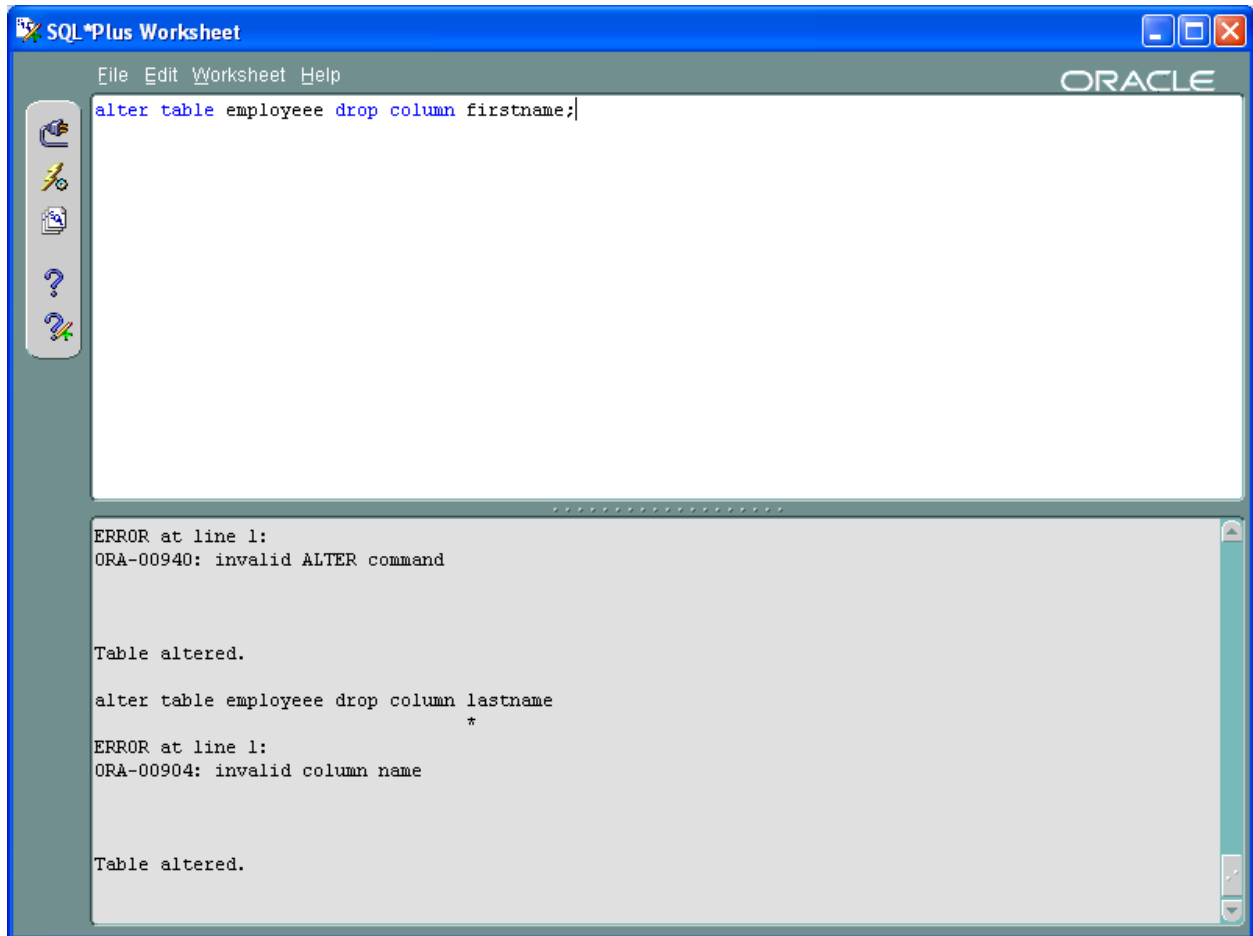 SQL*Plus Worksheet
File Edit Worksheet Help
ORACLE
alter table employeee drop column firstname;
ERROR at line 1:
ORA-00940: invalid ALTER command
Table altered.
alter table employeee drop column lastname
*
ERROR at line 1:
ORA-00904: invalid column name
Table altered.